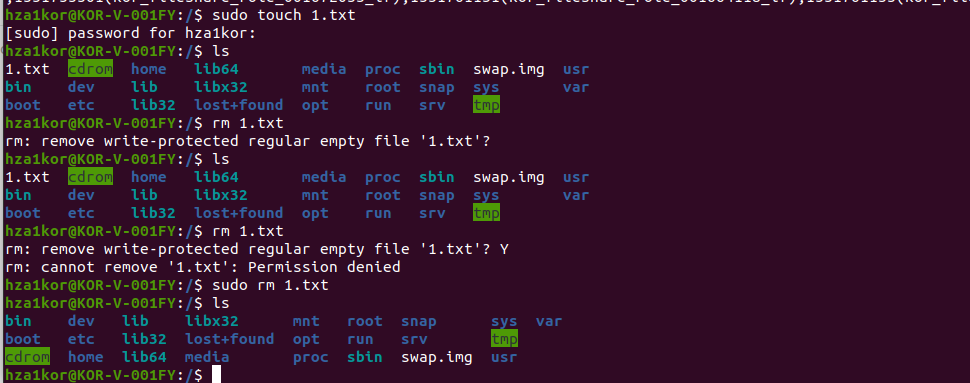 hza1kor@KOR-V-001FY:/$ sudo touch 1.txt
[sudo] password for hza1kor:
hza1kor@KOR-V-001FY:/$ ls
1.txt cdrom home lib64 media proc sbin swap.img usr
bin dev lib libx32 mnt root snap sys var
boot etc lib32 lost+found opt run srv tmp
hza1kor@KOR-V-001FY:/$ rm 1.txt
rm: remove write-protected regular empty file '1.txt'?
hza1kor@KOR-V-001FY:/$ ls
1.txt cdrom home lib64 media proc sbin swap.img usr
bin dev lib libx32 mnt root snap sys var
boot etc lib32 lost+found opt run srv tmp
hza1kor@KOR-V-001FY:/$ rm 1.txt
rm: remove write-protected regular empty file '1.txt'? Y
rm: cannot remove '1.txt': Permission denied
hza1kor@KOR-V-001FY:/$ sudo rm 1.txt
hza1kor@KOR-V-001FY:/$ ls
bin dev lib libx32 mnt root snap sys var
boot etc lib32 lost+found opt run srv tmp
cdrom home lib64 media proc sbin swap.img usr
hza1kor@KOR-V-001FY:/$